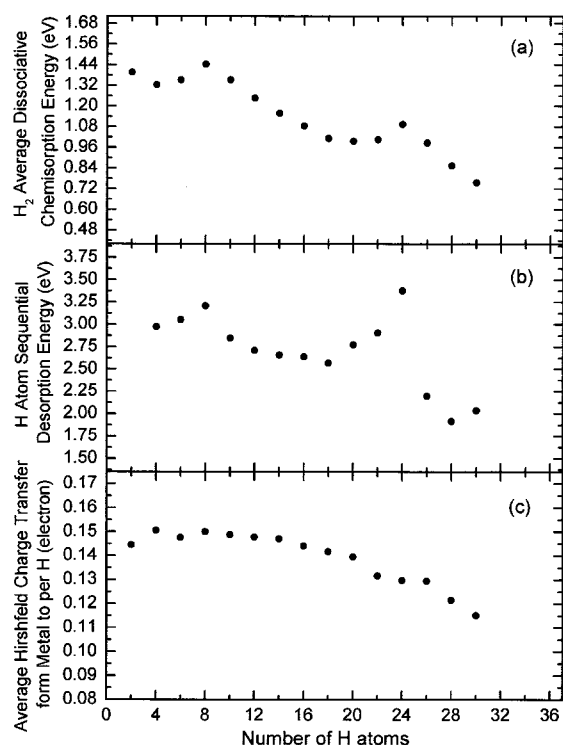 H2 Average Dissociative
Chemisorption Energy (eV)
1.68
1.56
1.44
1.32
1.20
1.08
0.96
0.84
0.72
0.60
0.48
(a)
H Atom Sequential
Desorption Energy (eV)
3.75
3.50
3.25
3.00
2.75
2.50
2.25
2.00
1.75
1.50
(b)
Average Hirshfeld Charge Transfer
form Metal to per H (electron)
0.17
0.16
0.15
0.14
0.13
0.12
0.11
0.10
0.09
0.08
(c)
0 4 8 12 16 20 24 28 32 36
Number of H atoms